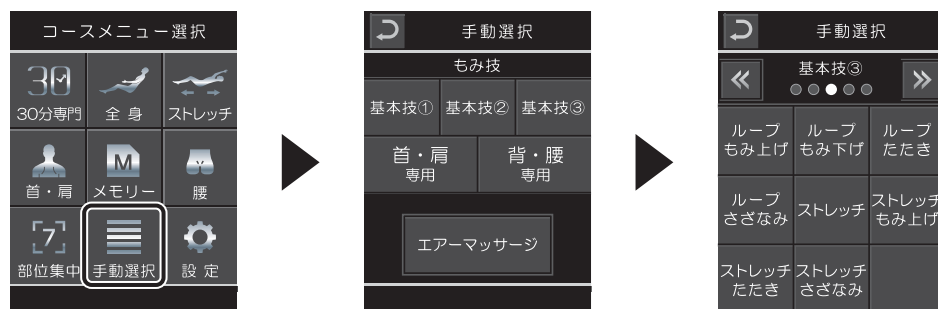 コースメニュー選択
30
30分専門
全 身
ストレッチ
首・肩
M
メモリー
腰
7
部位集中
手動選択
設 定
手動選択
もみ技
基本技①
基本技②
基本技③
首・肩
専用
背・腰
専用
エアーマッサージ
手動選択
基本技③
ループ
もみ上げ
ループ
もみ下げ
ループ
たたき
ループ
さざなみ
ストレッチ
ストレッチ
もみ上げ
ストレッチ
たたき
ストレッチ
さざなみ